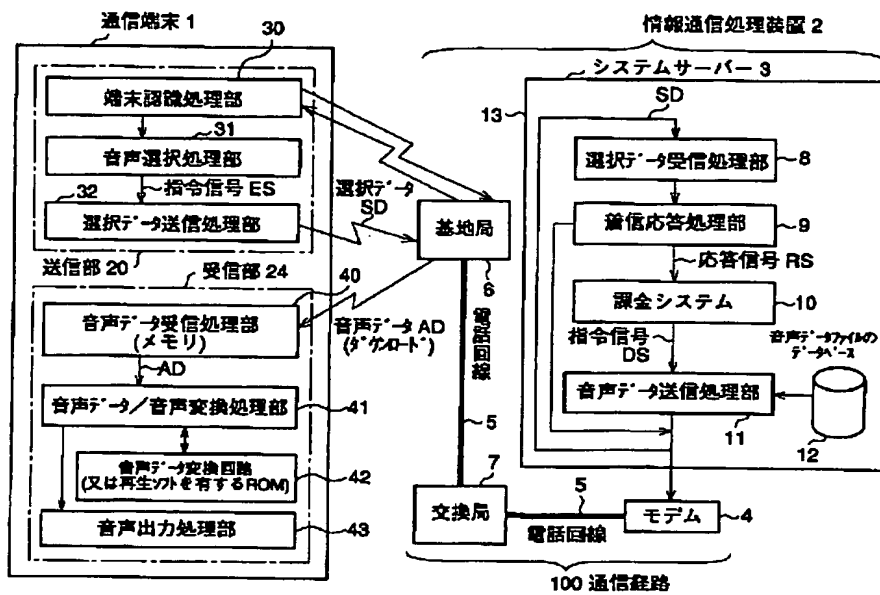 通信端末 1
30
端末認識処理部
31
音声選択処理部
指令信号 ES
32
選択データ送信処理部
送信部 20
受信部 24
40
音声データ受信処理部
(メモリ)
AD
音声データ/音声変換処理部
41
音声データ変換回路
(又は再生ソフトを有するROM)
42
音声出力処理部
43
選択データ
SD
基地局
6
音声データ AD
(ダウンロード)
電話回線
5
7
交換局
5
電話回線
モデム
4
100 通信経路
情報通信処理装置 2
システムサーバー 3
SD
13
選択データ受信処理部
8
着信応答処理部
9
応答信号 RS
課金システム
10
指令信号
DS
音声データファイルの
データベース
音声データ送信処理部
11
12